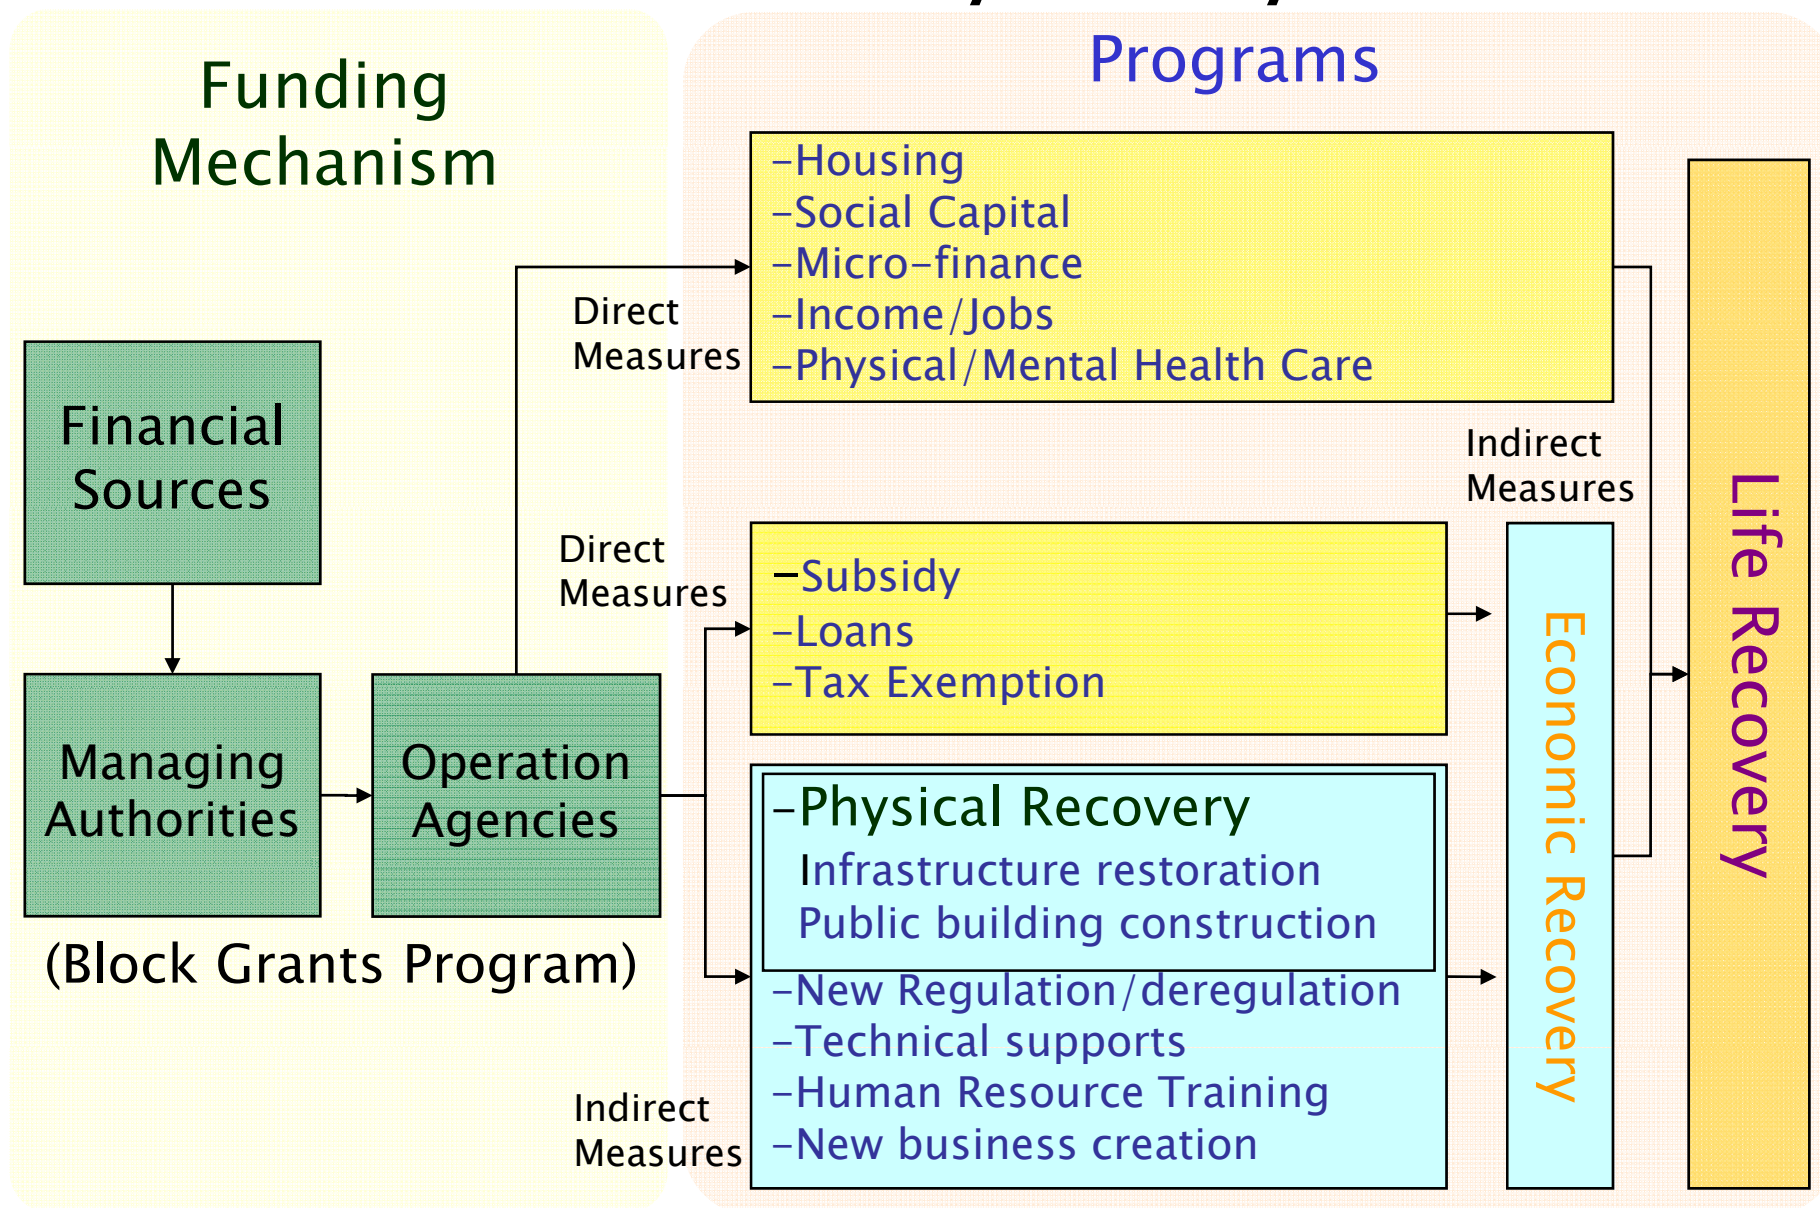 Funding
Mechanism
Financial
Sources
Managing
Authorities
Operation
Agencies
(Block Grants Program)
Programs
Direct
Measures
-Housing
-Social Capital
-Micro-finance
-Income/Jobs
-Physical/Mental Health Care
Direct
Measures
-Subsidy
-Loans
-Tax Exemption
Indirect
Measures
-Physical Recovery
Infrastructure restoration
Public building construction
-New Regulation/deregulation
-Technical supports
-Human Resource Training
-New business creation
Indirect
Measures
Economic Recovery
Life Recovery